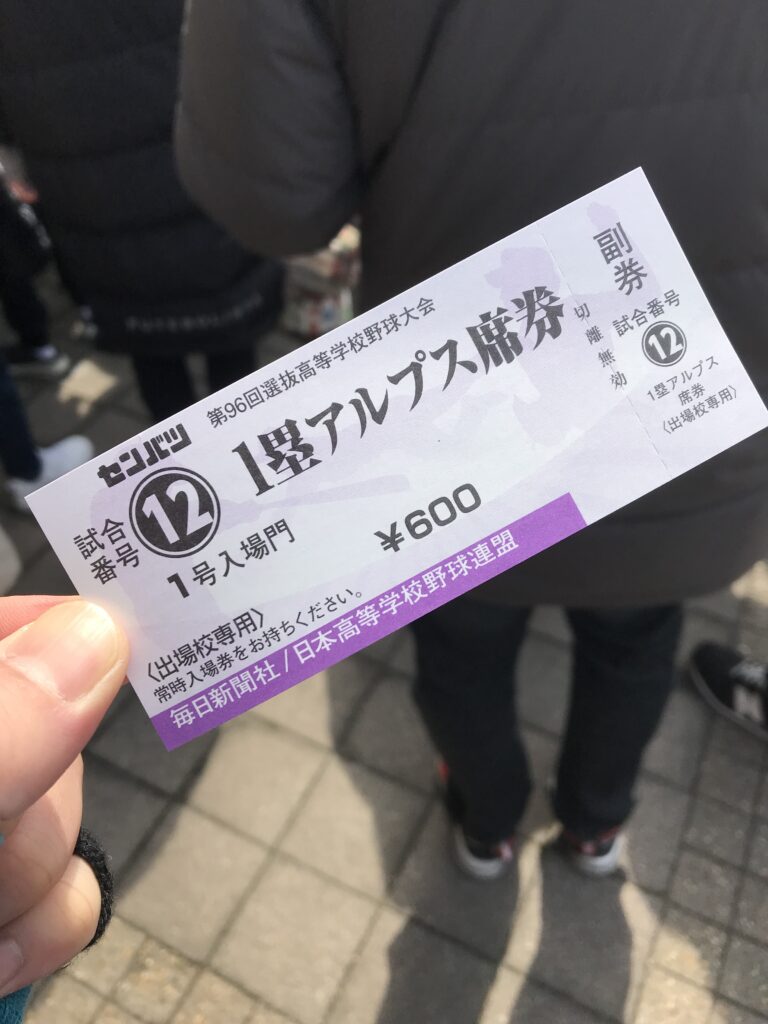 センバツ 第96回選抜高等学校野球大会
試合番号 12 1塁アルプス席券
1号入場門 ¥600
〈出場校専用〉
常時入場券をお持ちください。
毎日新聞社/日本高等学校野球連盟
切離無効
副券
試合番号
12
1塁アルプス
席券
〈出場校専用〉